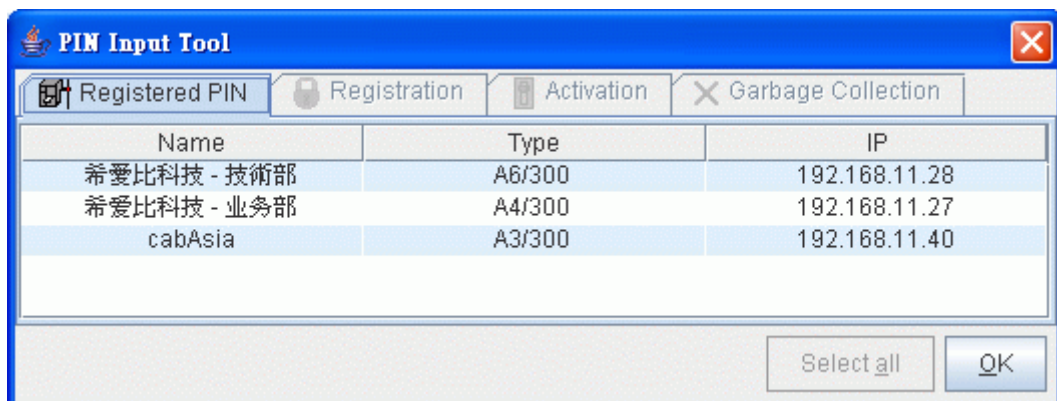 PIN Input Tool
Registered PIN Registration Activation Garbage Collection
Name Type IP
希愛比科技 - 技術部 A6/300 192.168.11.28
希爱比科技 - 业务部 A4/300 192.168.11.27
cabAsia A3/300 192.168.11.40
Select all OK